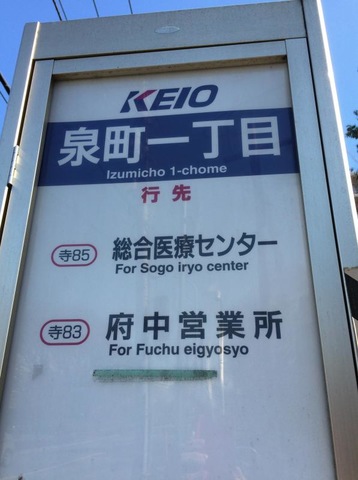 KEIO
泉町一丁目
Izumicho 1-chome
行先
寺85 総合医療センター
For Sogo iryo center
寺83 府中営業所
For Fuchu eigyosyo